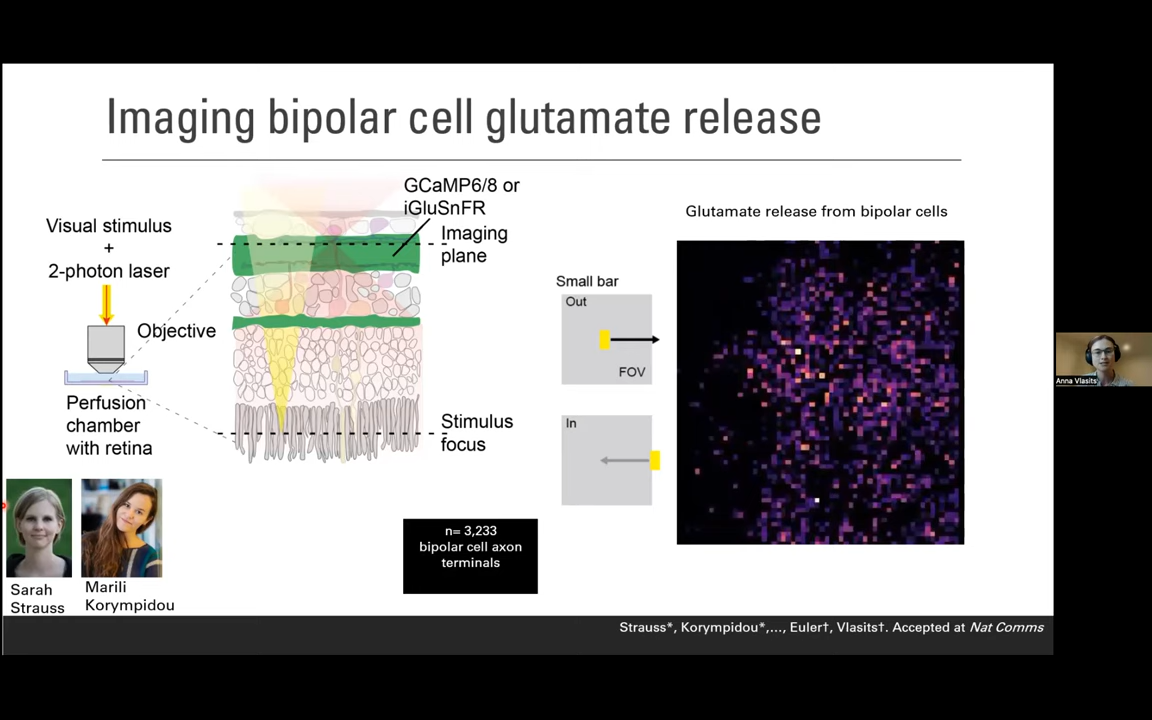 Imaging bipolar cell glutamate release
Visual stimulus
+
2-photon laser
Objective
Perfusion
chamber
with retina
GCaMP6/8 or
iGluSnFR
Imaging
plane
Stimulus
focus
Small bar
Out
FOV
In
Glutamate release from bipolar cells
n= 3,233
bipolar cell axon
terminals
Sarah
Strauss
Marili
Korympidou
Strauss*, Korympidou*,..., Euler†, Vlasits†. Accepted at Nat Comms
Anna Vlasits